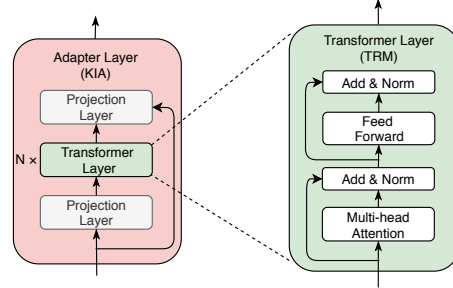 Adapter Layer
(KIA)
Projection
Layer
N ×
Transformer
Layer
Projection
Layer
Transformer Layer
(TRM)
Add & Norm
Feed
Forward
Add & Norm
Multi-head
Attention